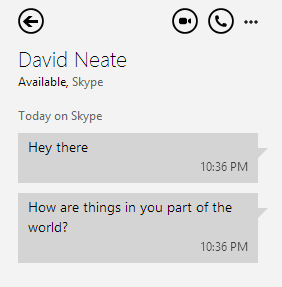 David Neate
Available, Skype
Today on Skype
Hey there
10:36 PM
How are things in you part of the
world?
10:36 PM